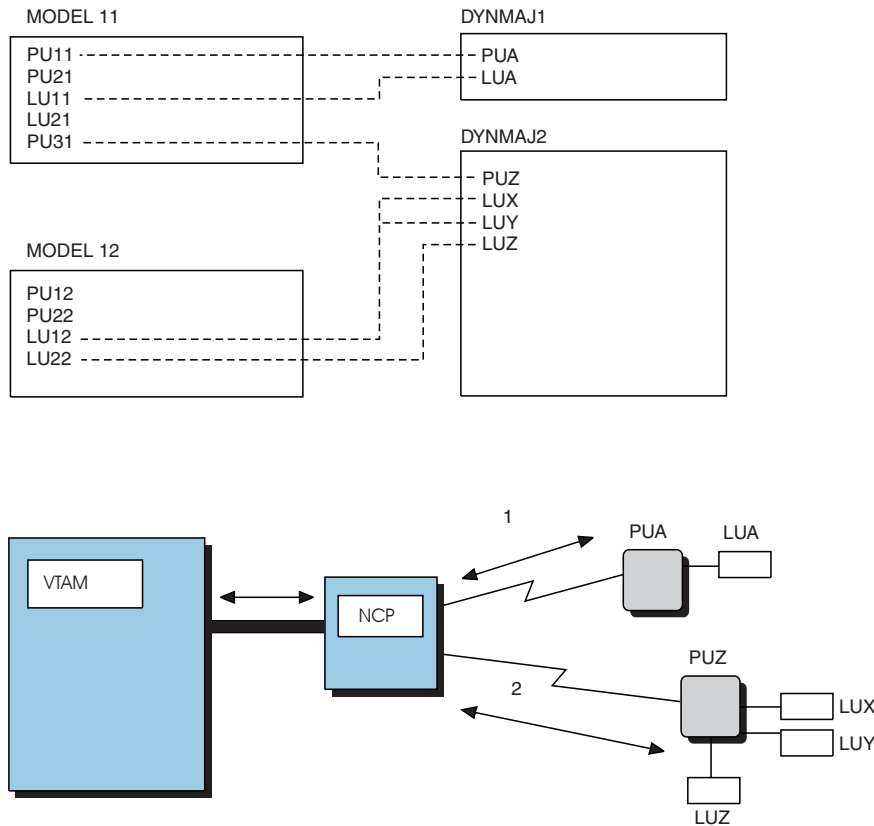 MODEL 11
PU11
PU21
LU11
LU21
PU31
DYNMAJ1
PUA
LUA
DYNMAJ2
PUZ
LUX
LUY
LUZ
MODEL 12
PU12
PU22
LU12
LU22
VTAM
NCP
1
PUA
LUA
2
PUZ
LUX
LUY
LUZ